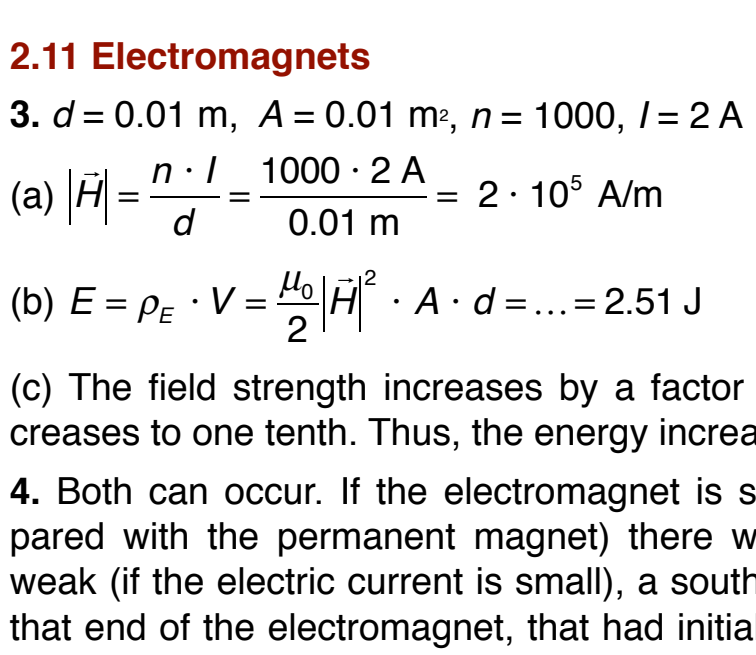 2.11 Electromagnets
3. d = 0.01 m, A = 0.01 m², n = 1000, I = 2 A
(a) |H⃗| = n · I / d = 1000 · 2 A / 0.01 m = 2 · 10⁵ A/m
(b) E = ρ_E · V = μ₀/2 |H⃗|² · A · d = ... = 2.51 J
(c) The field strength increases by a factor
creases to one tenth. Thus, the energy increa
4. Both can occur. If the electromagnet is s
pared with the permanent magnet) there w
weak (if the electric current is small), a south
that end of the electromagnet, that had initial